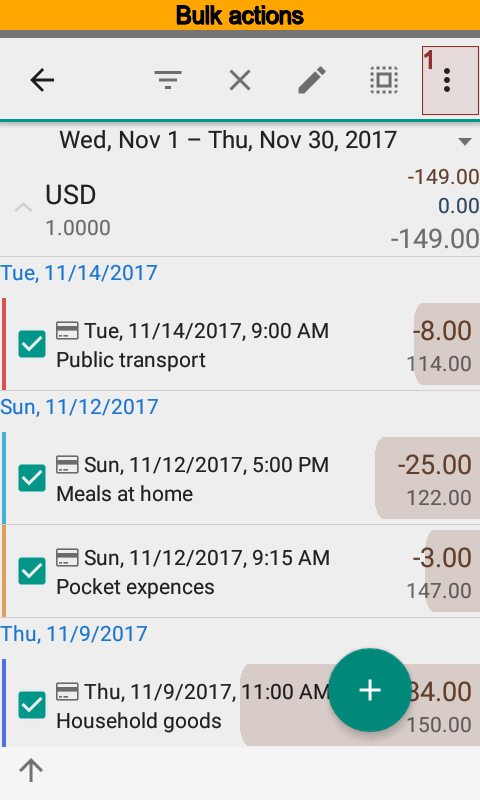 Bulk actions
1
Wed, Nov 1 – Thu, Nov 30, 2017
USD
-149.00
0.00
1.0000
-149.00
Tue, 11/14/2017
Tue, 11/14/2017, 9:00 AM
-8.00
Public transport
114.00
Sun, 11/12/2017
Sun, 11/12/2017, 5:00 PM
-25.00
Meals at home
122.00
Sun, 11/12/2017, 9:15 AM
-3.00
Pocket expences
147.00
Thu, 11/9/2017
Thu, 11/9/2017, 11:00 AM
34.00
Household goods
150.00